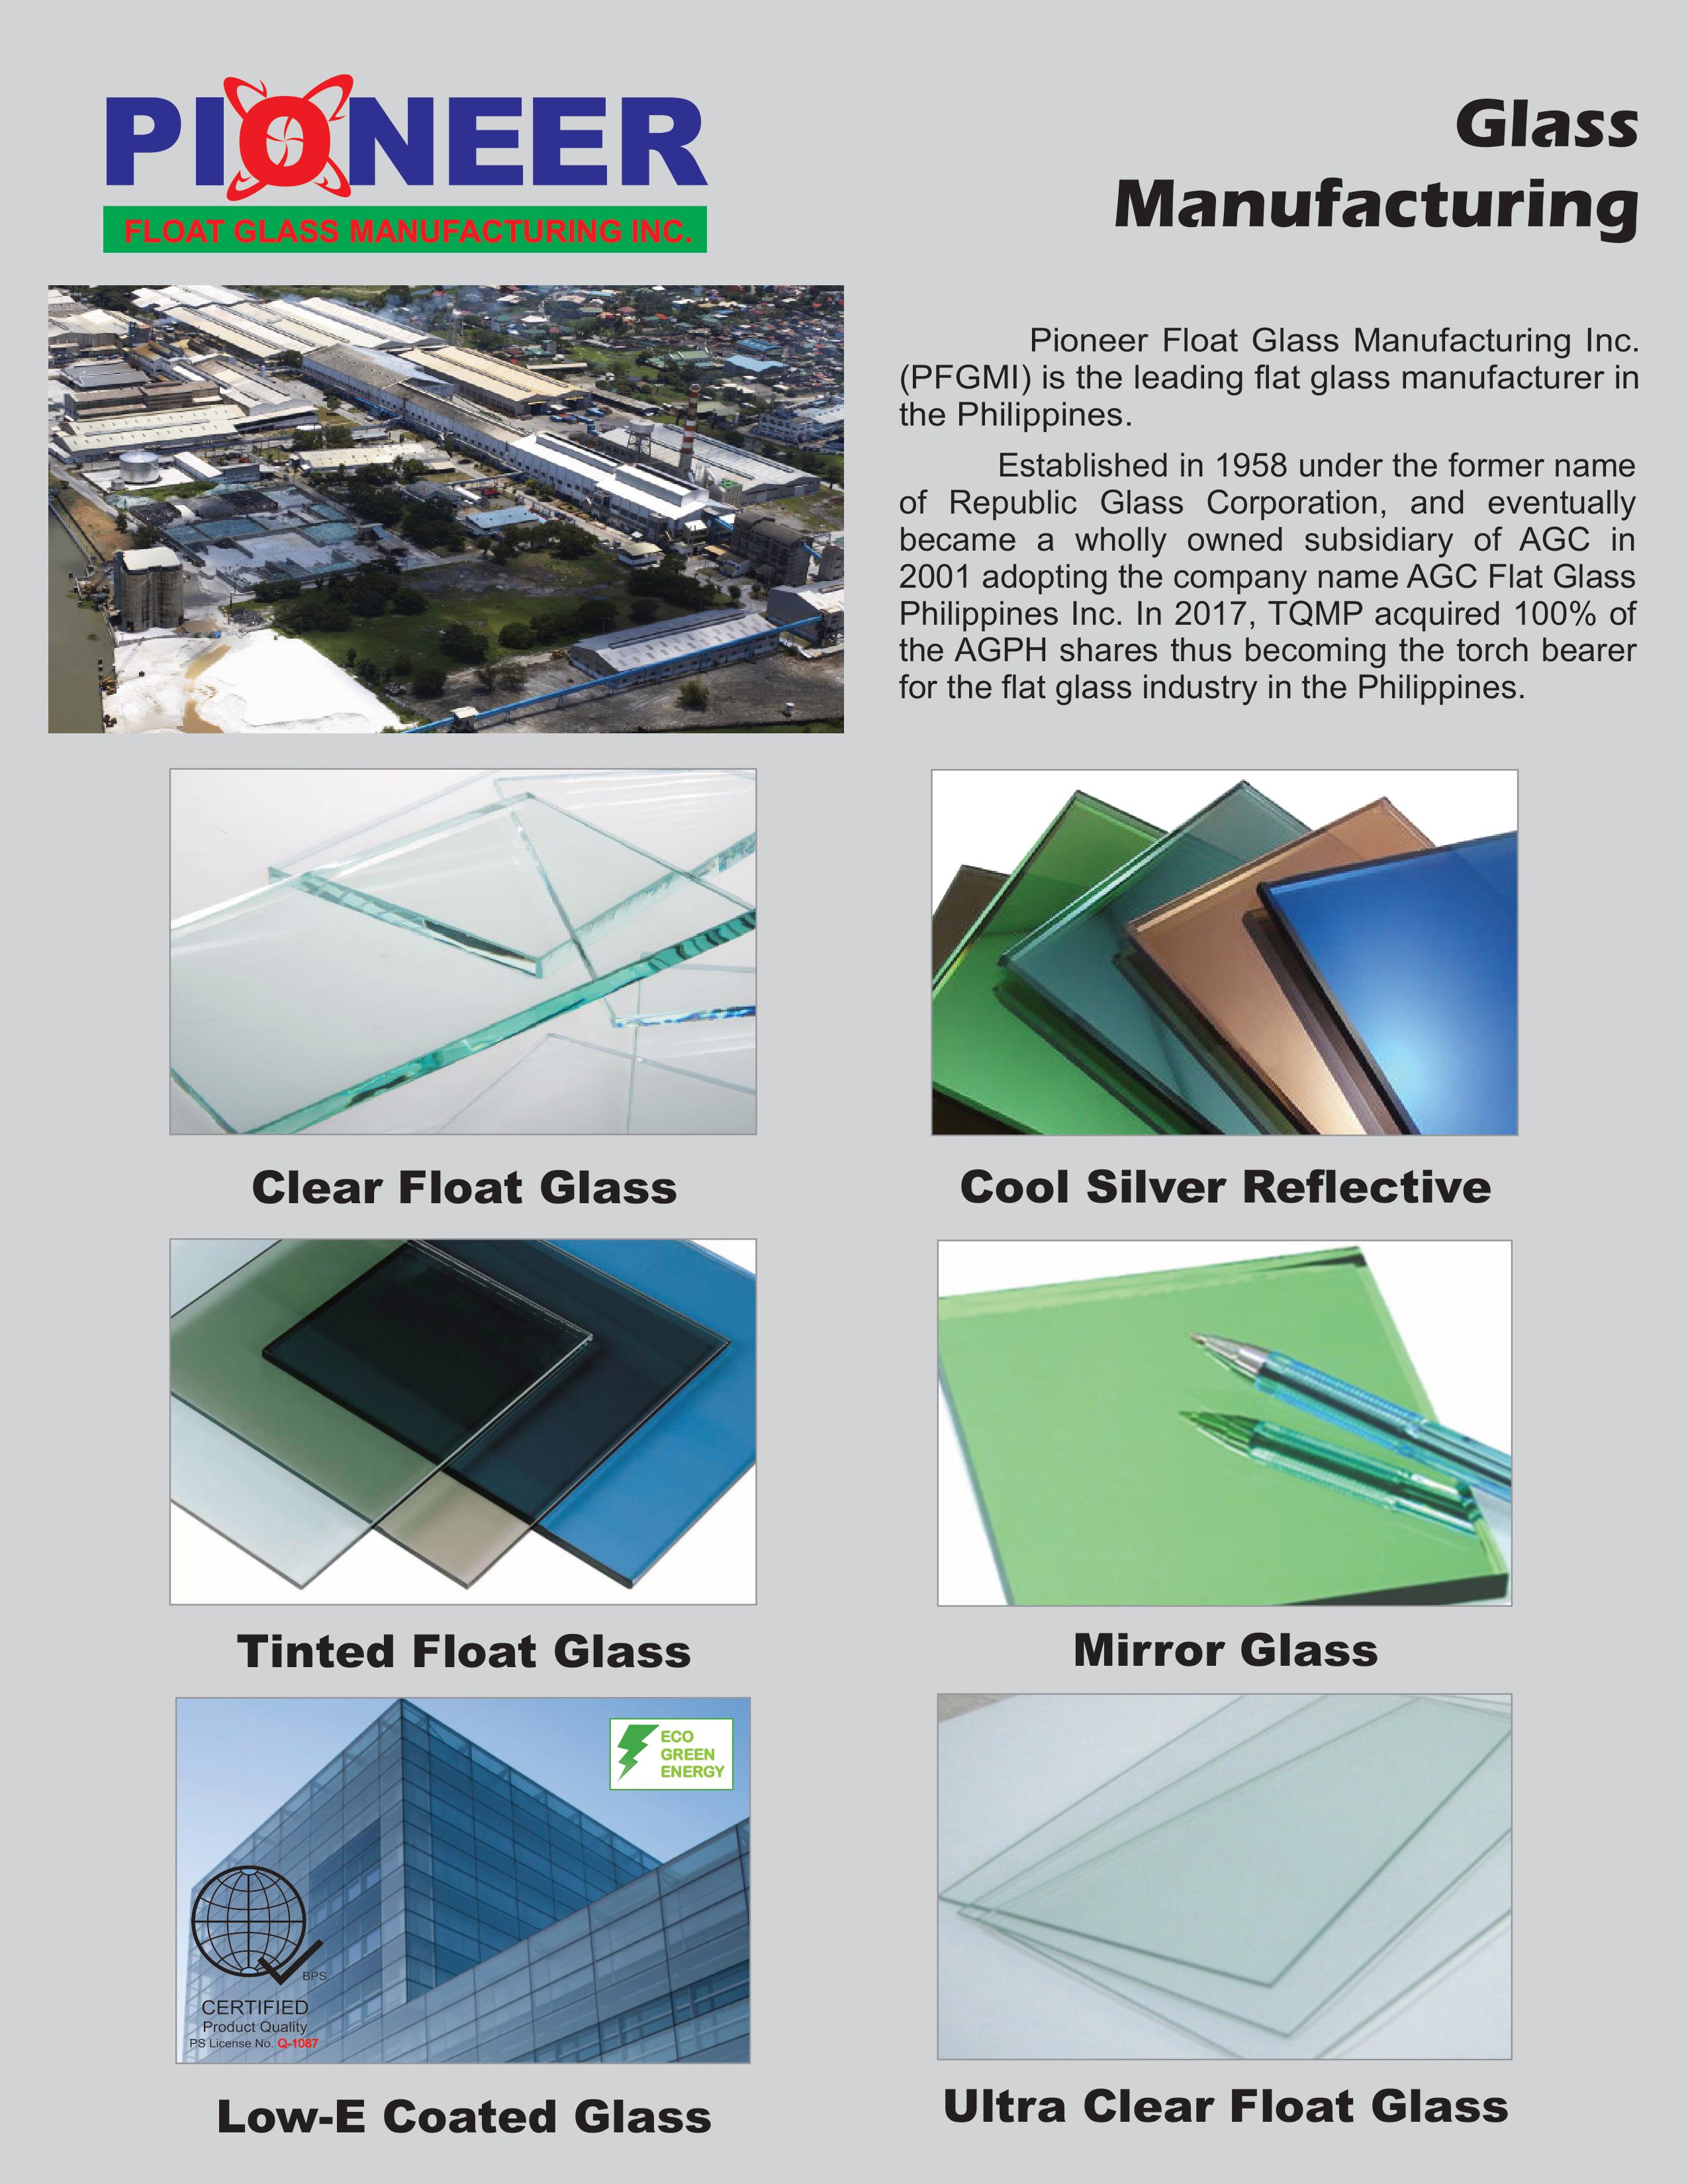 PIONEER
FLOAT GLASS MANUFACTURING INC.
Glass
Manufacturing
Pioneer Float Glass Manufacturing Inc.
(PFGMI) is the leading flat glass manufacturer in
the Philippines.
Established in 1958 under the former name
of Republic Glass Corporation, and eventually
became a wholly owned subsidiary of AGC in
2001 adopting the company name AGC Flat Glass
Philippines Inc. In 2017, TQMP acquired 100% of
the AGPH shares thus becoming the torch bearer
for the flat glass industry in the Philippines.
Clear Float Glass
Cool Silver Reflective
Tinted Float Glass
Mirror Glass
ECO
GREEN
ENERGY
BPS
CERTIFIED
Product Quality
PS License No. Q-1087
Low-E Coated Glass
Ultra Clear Float Glass